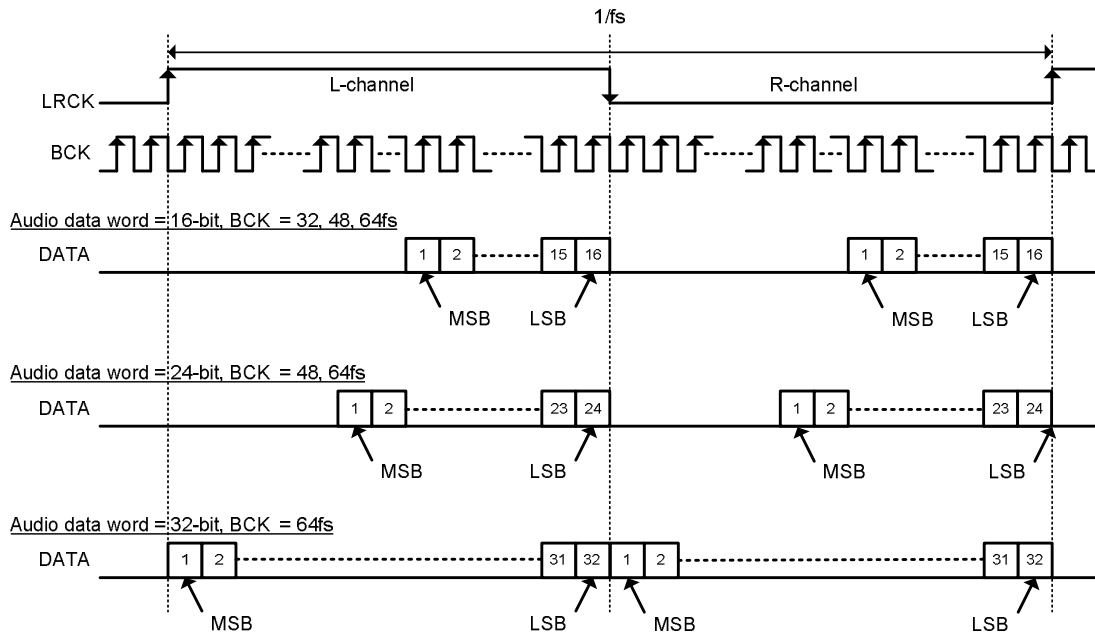 1/fs
L-channel R-channel
LRCK
BCK
Audio data word = 16-bit, BCK = 32, 48, 64fs
DATA 1 2 15 16 1 2 15 16
MSB LSB MSB LSB
Audio data word = 24-bit, BCK = 48, 64fs
DATA 1 2 23 24 1 2 23 24
MSB LSB MSB LSB
Audio data word = 32-bit, BCK = 64fs
DATA 1 2 31 32 1 2 31 32
MSB LSB MSB LSB